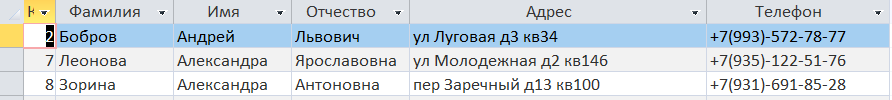 К Фамилия Имя Отчество Адрес Телефон
2 Бобров Андрей Львович ул Луговая д3 кв34 +7(993)-572-78-77
7 Леонова Александра Ярославовна ул Молодежная д2 кв146 +7(935)-122-51-76
8 Зорина Александра Антоновна пер Заречный д13 кв100 +7(931)-691-85-28